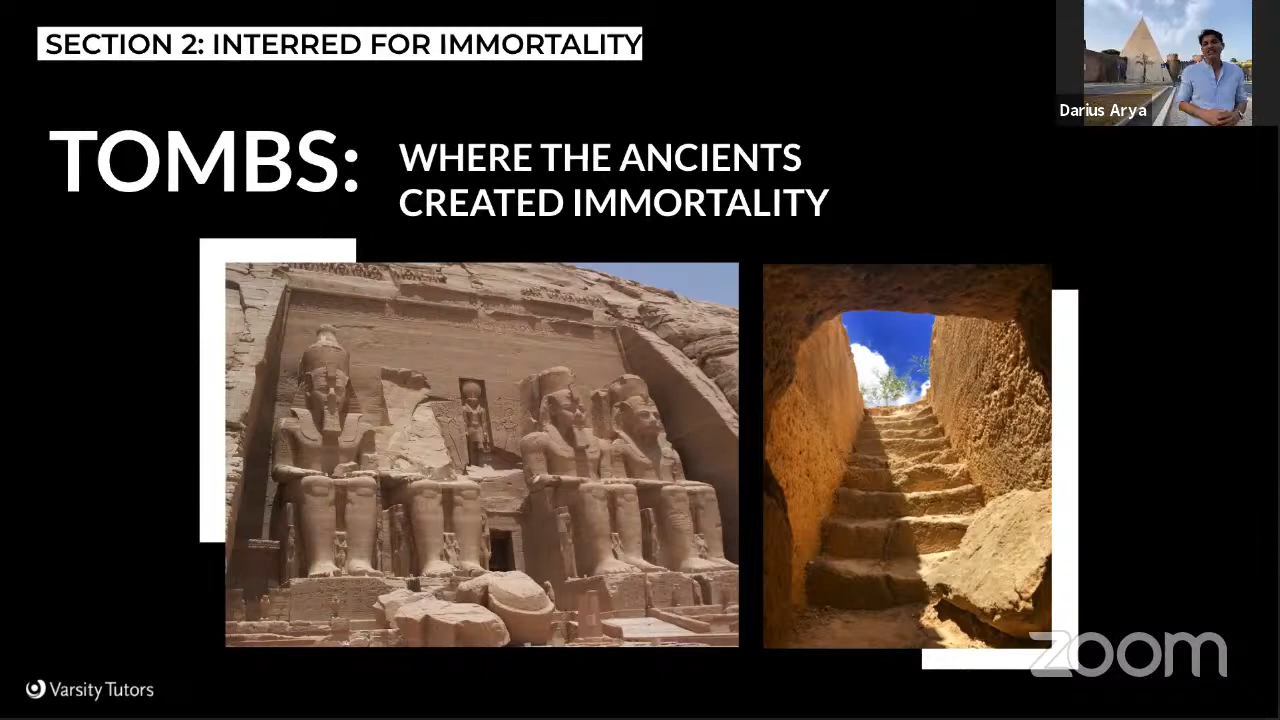 SECTION 2: INTERRED FOR IMMORTALITY
Darius Arya
TOMBS:
WHERE THE ANCIENTS
CREATED IMMORTALITY
zoom
Varsity Tutors